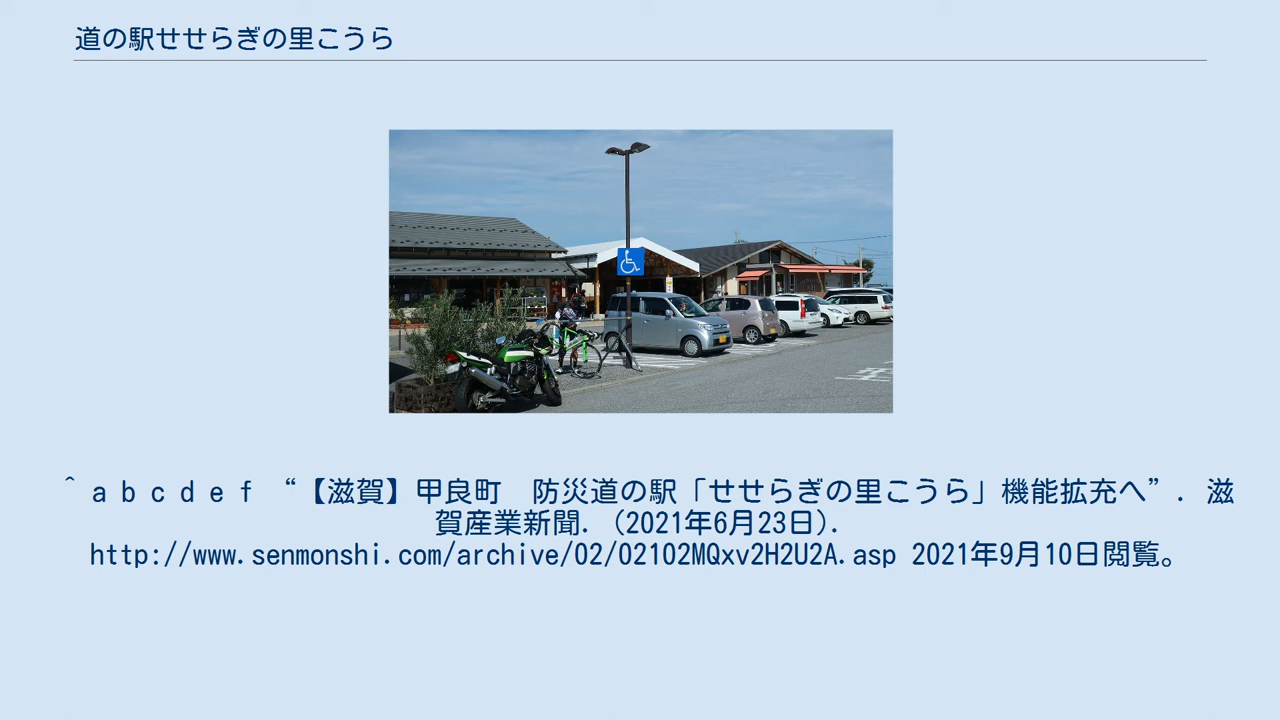 道の駅せせらぎの里こうら
^ a b c d e f “【滋賀】甲良町　防災道の駅「せせらぎの里こうら」機能拡充へ”. 滋
賀産業新聞. (2021年6月23日).
http://www.senmonshi.com/archive/02/02102MQxv2H2U2A.asp 2021年9月10日閲覧。